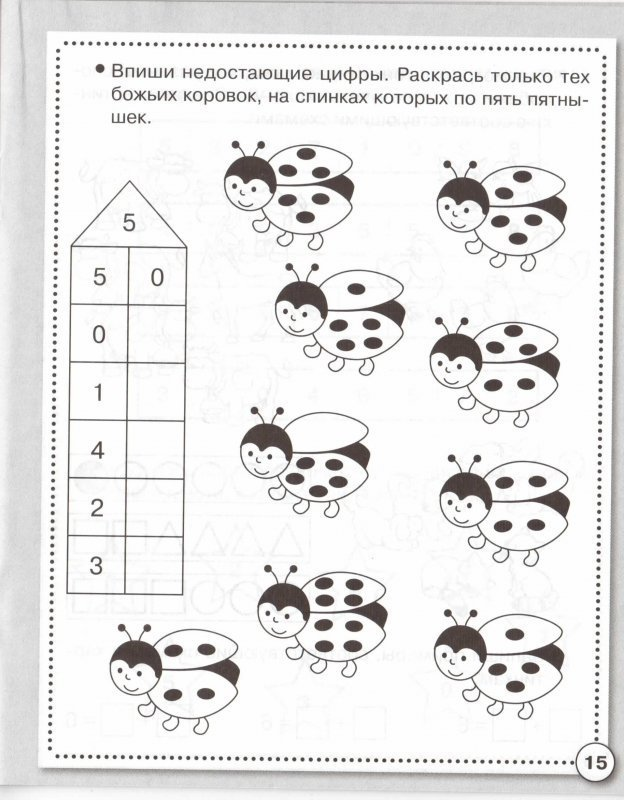 Впиши недостающие цифры. Раскрась только тех
божьих коровок, на спинках которых по пять пятны-
шек.
5
5 0
0
1
4
2
3
15